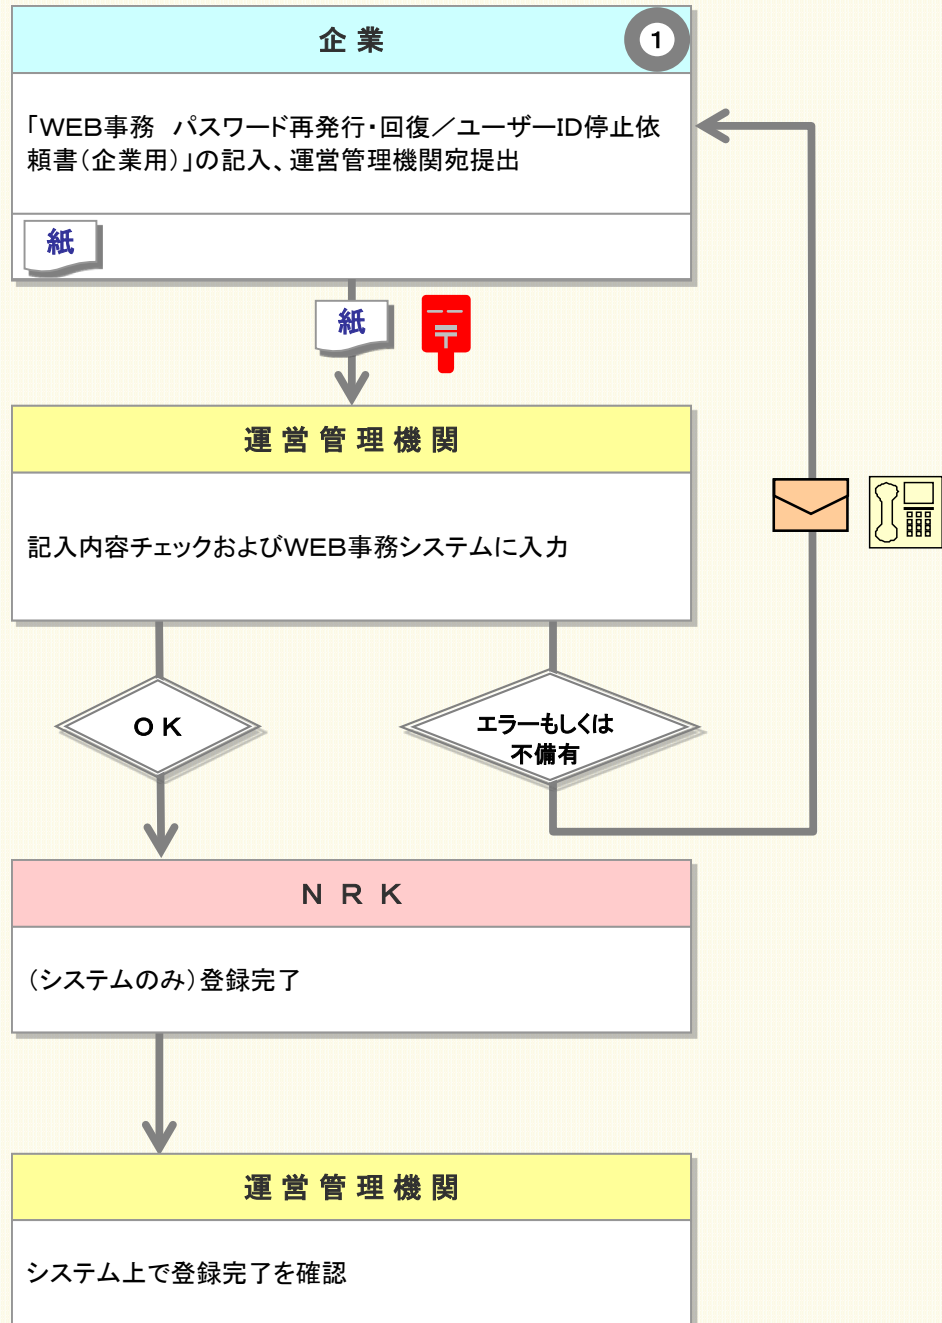 企業
1
「WEB事務　パスワード再発行・回復／ユーザーID停止依
頼書(企業用)」の記入、運営管理機関宛提出
紙
紙
〒
運営管理機関
記入内容チェックおよびWEB事務システムに入力
OK
エラーもしくは
不備有
NRK
(システムのみ)登録完了
運営管理機関
システム上で登録完了を確認